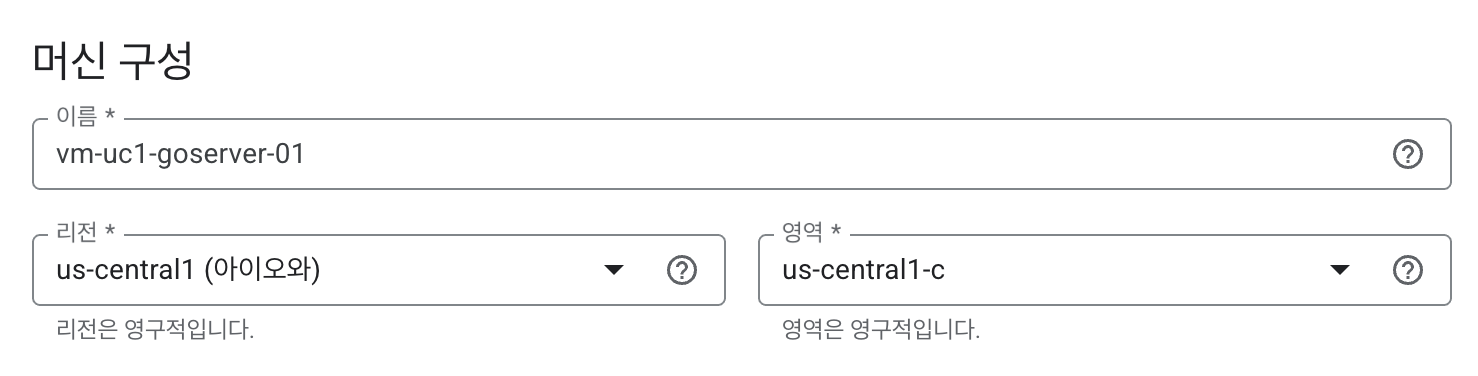 머신 구성
이름 *
vm-uc1-goserver-01
리전 *
us-central1 (아이오와)
리전은 영구적입니다.
영역 *
us-central1-c
영역은 영구적입니다.